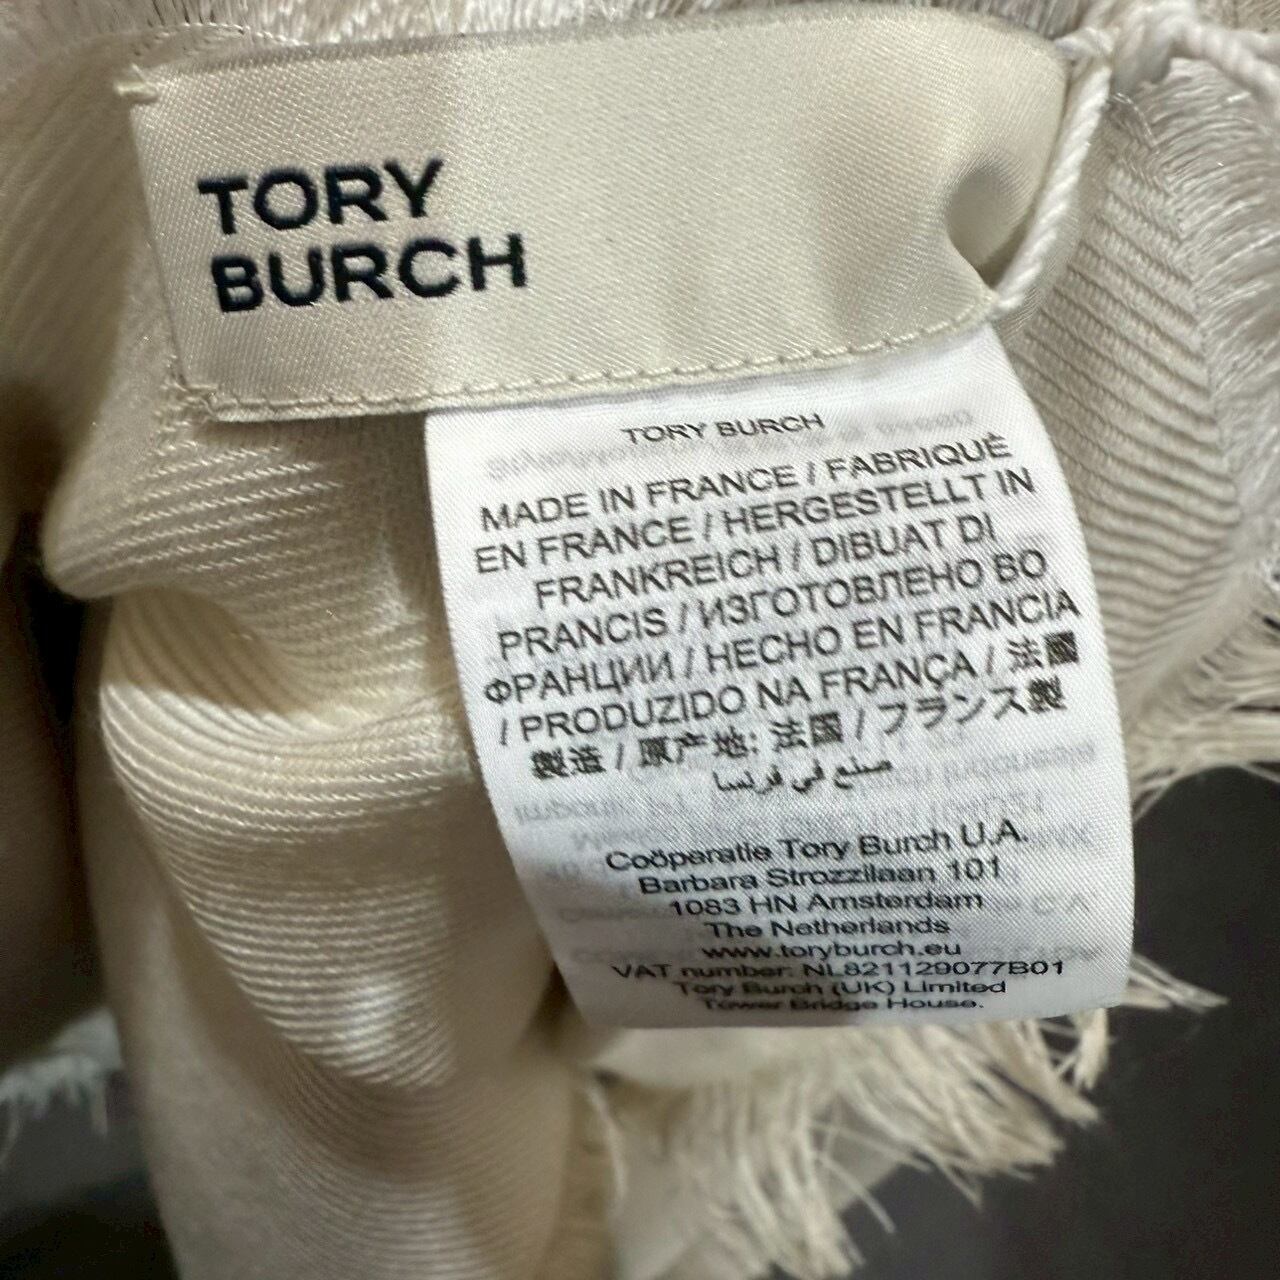 TORY
BURCH
TORY BURCH
MADE IN FRANCE / FABRIQUÉ
EN FRANCE / HERGESTELLT IN
FRANKREICH / DIBUAT DI
PRANCIS / ИЗГОТОВЛЕНО ВО
ФРАНЦИИ / HECHO EN FRANCIA
/ PRODUZIDO NA FRANÇA / 法國
製造 / 原产地: 法國 / フランス製
صنع في فرنسا
Coöperatie Tory Burch U.A.
Barbara Strozzilaan 101
1083 HN Amsterdam
The Netherlands
www.toryburch.eu
VAT number: NL821129077B01
Tory Burch (UK) Limited
Tower Bridge House.